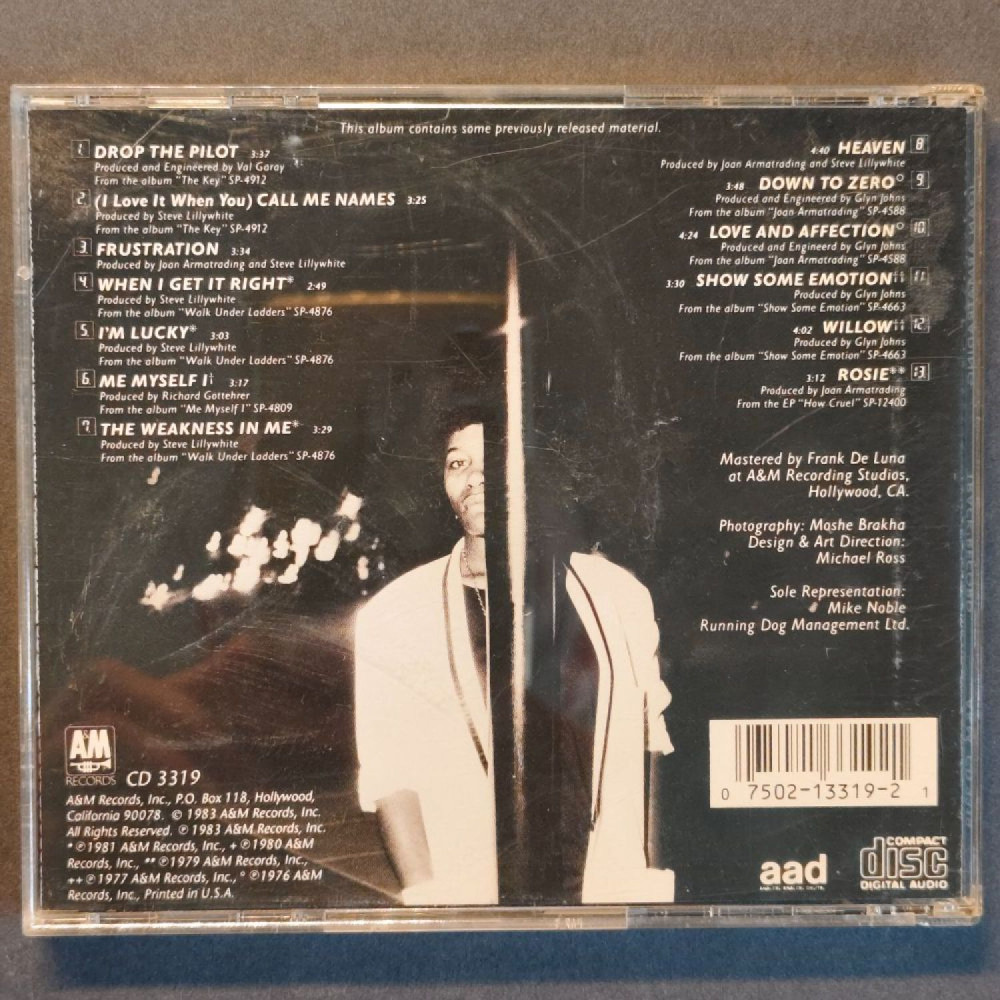 This album contains some previously released material.
1 DROP THE PILOT 3:37
Produced and Engineered by Val Garay
From the album "The Key" SP-4912
2 (I Love It When You) CALL ME NAMES 3:25
Produced by Steve Lillywhite
From the album "The Key" SP-4912
3 FRUSTRATION 3:34
Produced by Joan Armatrading and Steve Lillywhite
4 WHEN I GET IT RIGHT* 2:49
Produced by Steve Lillywhite
From the album "Walk Under Ladders" SP-4876
5 I'M LUCKY* 3:03
Produced by Steve Lillywhite
From the album "Walk Under Ladders" SP-4876
6 ME MYSELF I† 3:17
Produced by Richard Gottehrer
From the album "Me Myself I" SP-4809
7 THE WEAKNESS IN ME* 3:29
Produced by Steve Lillywhite
From the album "Walk Under Ladders" SP-4876
4:40 HEAVEN 8
Produced by Joan Armatrading and Steve Lillywhite
3:48 DOWN TO ZERO° 9
Produced and Engineered by Glyn Johns
From the album "Joan Armatrading" SP-4588
4:24 LOVE AND AFFECTION° 10
Produced and Engineerd by Glyn Johns
From the album "Joan Armatrading" SP-4588
3:30 SHOW SOME EMOTION†† 11
Produced by Glyn Johns
From the album "Show Some Emotion" SP-4663
4:02 WILLOW†† 12
Produced by Glyn Johns
From the album "Show Some Emotion" SP-4663
3:12 ROSIE** 13
Produced by Joan Armatrading
From the EP "How Cruel" SP-12400
Mastered by Frank De Luna
at A&M Recording Studios,
Hollywood, CA.
Photography: Moshe Brakha
Design & Art Direction:
Michael Ross
Sole Representation:
Mike Noble
Running Dog Management Ltd.
A&M
RECORDS CD 3319
A&M Records, Inc., P.O. Box 118, Hollywood,
California 90078. © 1983 A&M Records, Inc.
All Rights Reserved. ℗ 1983 A&M Records, Inc.
* ℗ 1981 A&M Records, Inc., + ℗ 1980 A&M
Records, Inc., ** ℗ 1979 A&M Records, Inc.,
++ ℗ 1977 A&M Records, Inc., ° ℗ 1976 A&M
Records, Inc., Printed in U.S.A.
0 7502-13319-2 1
aad
COMPACT
disc
DIGITAL AUDIO